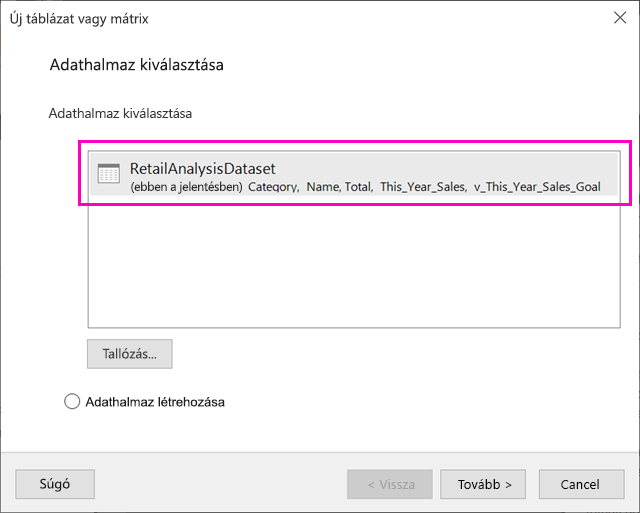 Új táblázat vagy mátrix
Adathalmaz kiválasztása
Adathalmaz kiválasztása
RetailAnalysisDataset
(ebben a jelentésben) Category, Name, Total, This_Year_Sales, v_This_Year_Sales_Goal
Tallózás...
Adathalmaz létrehozása
Súgó
< Vissza
Tovább >
Cancel